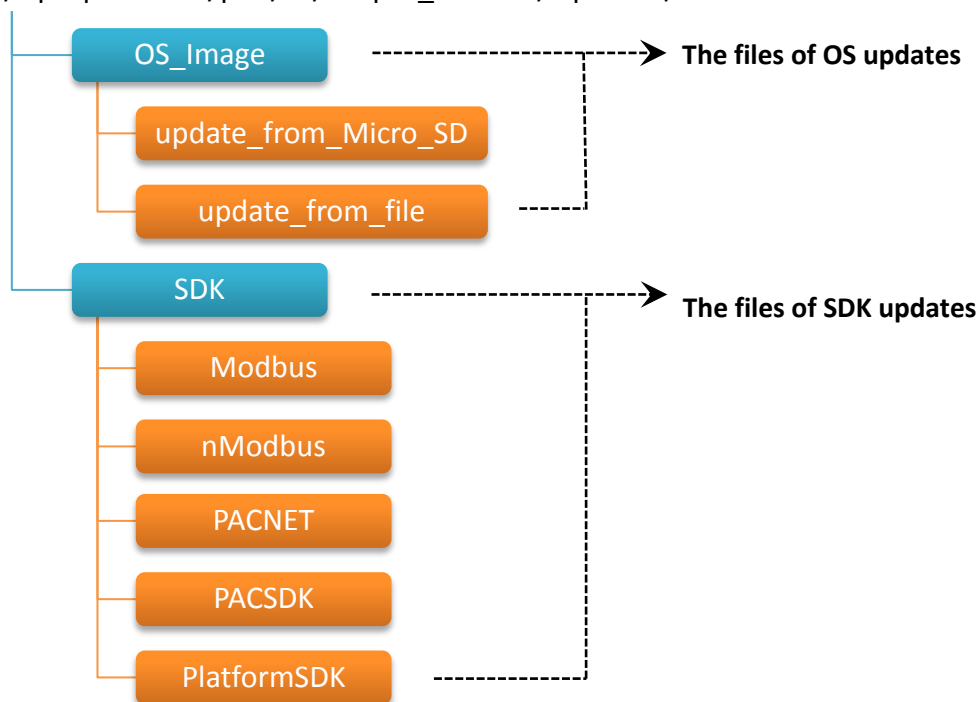 OS_Image
The files of OS updates
update_from_Micro_SD
update_from_file
SDK
The files of SDK updates
Modbus
nModbus
PACNET
PACSDK
PlatformSDK